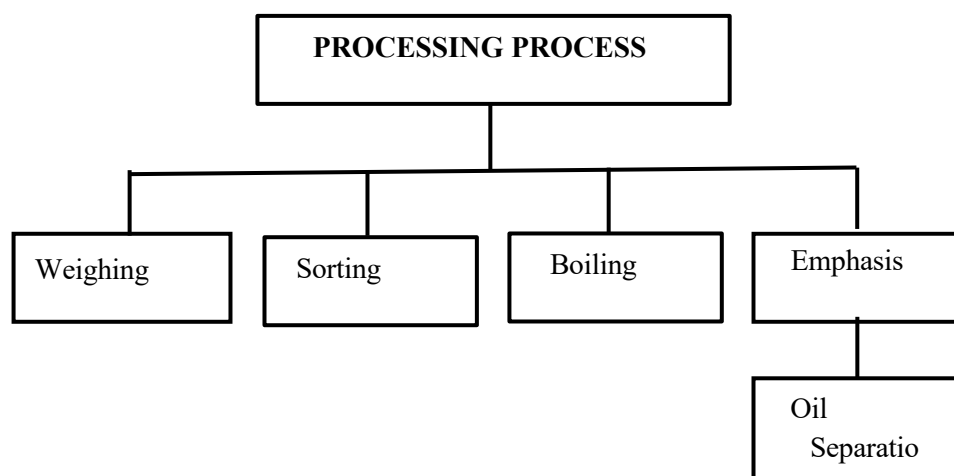 PROCESSING PROCESS
Weighing
Sorting
Boiling
Emphasis
Oil
Separatio